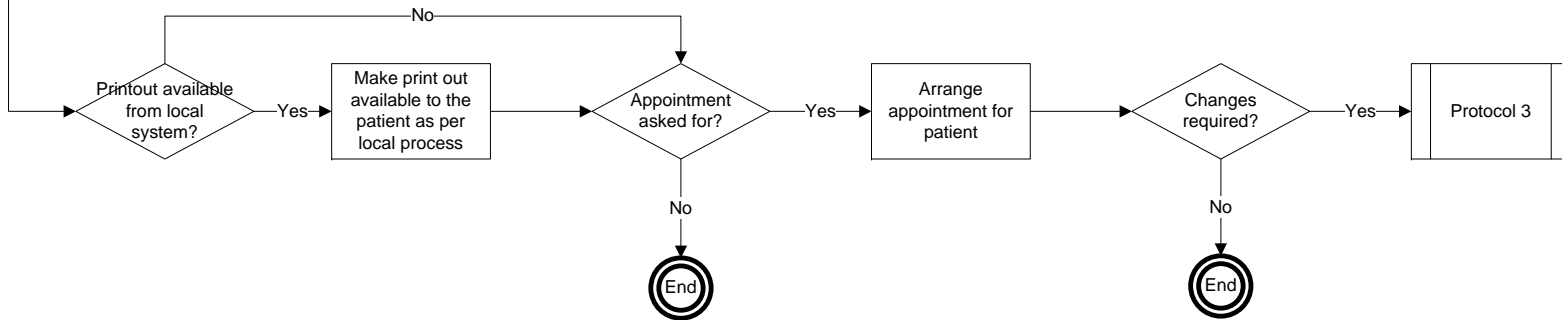 No
Printout available
from local
system?
Yes
Make print out
available to the
patient as per
local process
Appointment
asked for?
Yes
Arrange
appointment for
patient
Changes
required?
Yes
Protocol 3
No
No
End
End